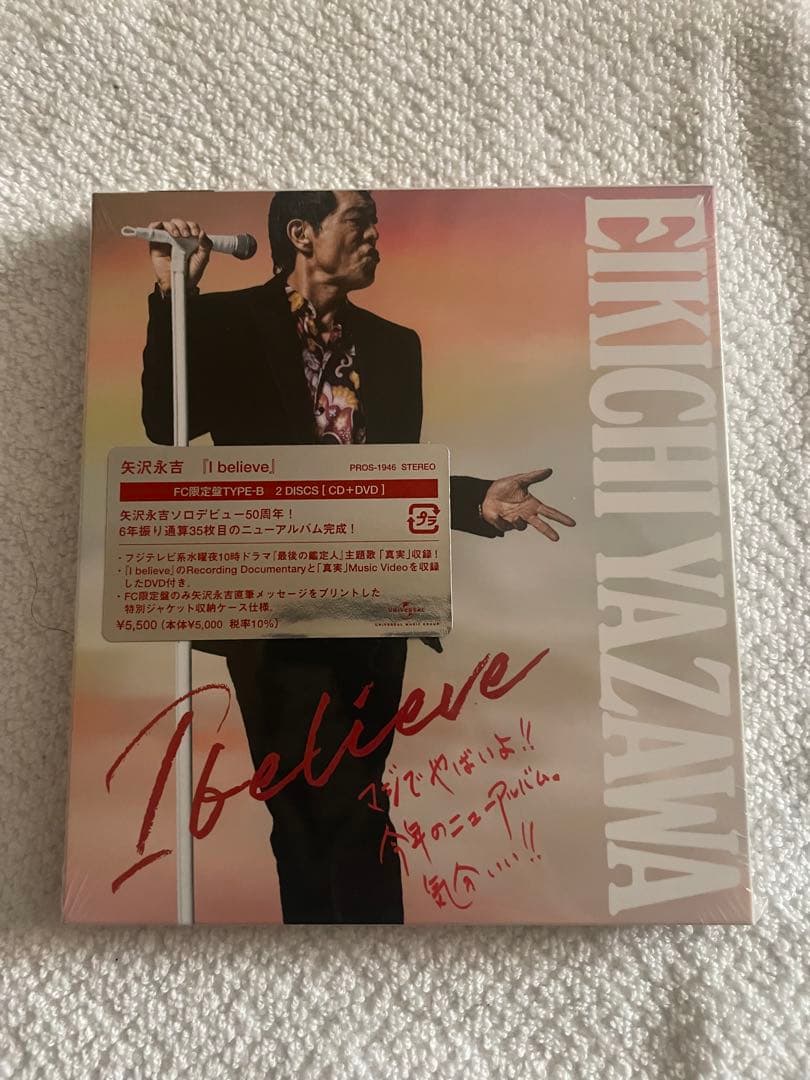 EIKICHI YAZAWA
矢沢永吉 『I believe』 PROS-1946 STEREO
FC限定盤TYPE-B 2 DISCS [ CD+DVD ]
矢沢永吉ソロデビュー50周年！
6年振り通算35枚目のニューアルバム完成！
プラ
・フジテレビ系水曜夜10時ドラマ『最後の鑑定人』主題歌「真実」収録！
・『I believe』のRecording Documentaryと「真実」Music Videoを収録
したDVD付き。
・FC限定盤のみ矢沢永吉直筆メッセージをプリントした
特別ジャケット収納ケース仕様。
¥5,500（本体¥5,000 税率10%）
UNIVERSAL
UNIVERSAL MUSIC GROUP
I believe
マジでやばいよ!!
今年のニューアルバム。
気分いい!!